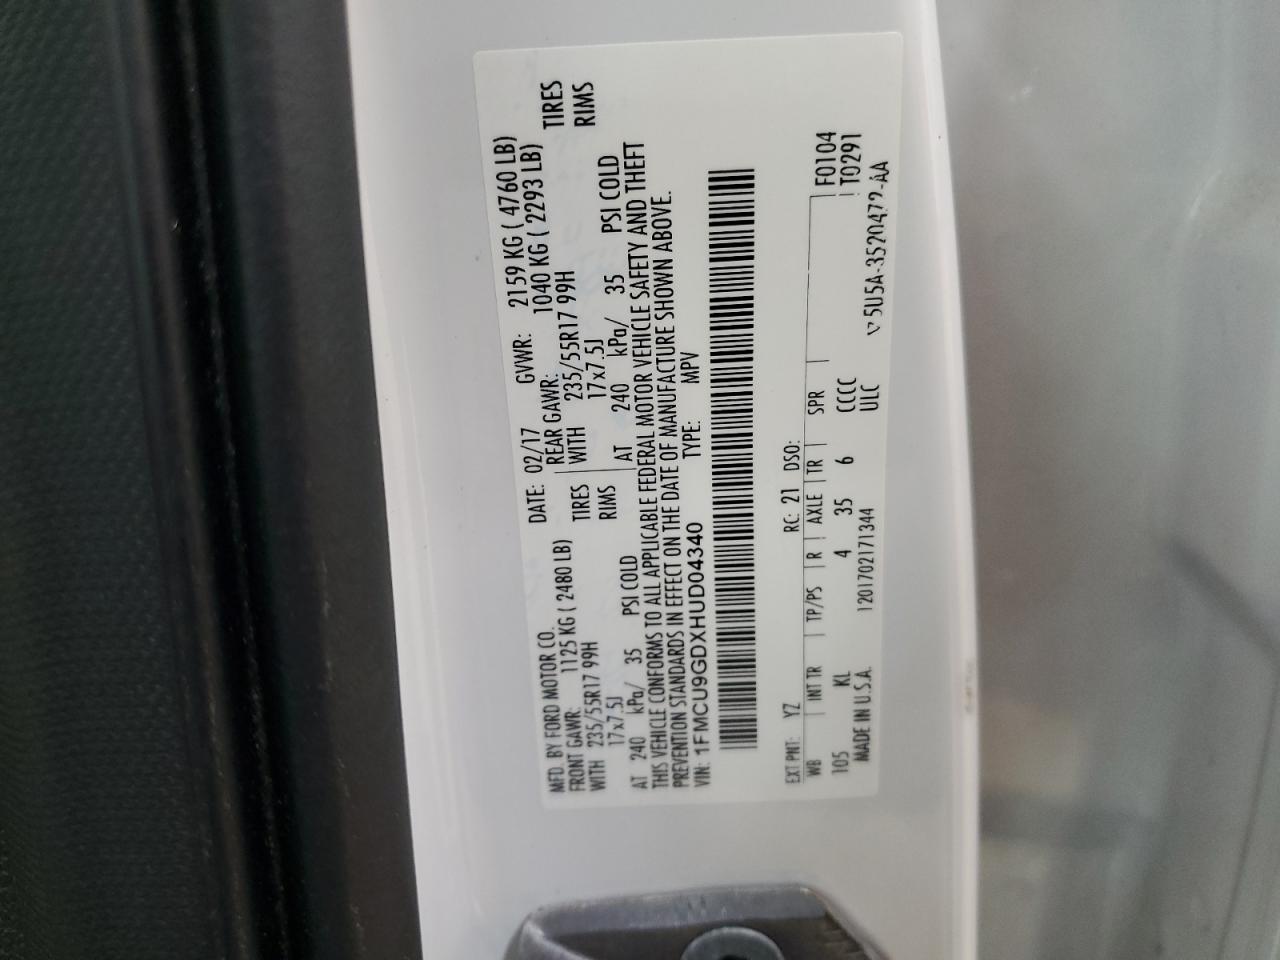 MFD. BY FORD MOTOR CO. DATE: 02/17 GVWR: 2159 KG ( 4760 LB)
FRONT GAWR: 1125 KG ( 2480 LB) REAR GAWR: 1040 KG ( 2293 LB)
WITH 235/55R17 99H TIRES WITH 235/55R17 99H TIRES
17x7.5J RIMS 17x7.5J RIMS
AT 240 kPa/ 35 PSI COLD AT 240 kPa/ 35 PSI COLD
THIS VEHICLE CONFORMS TO ALL APPLICABLE FEDERAL MOTOR VEHICLE SAFETY AND THEFT
PREVENTION STANDARDS IN EFFECT ON THE DATE OF MANUFACTURE SHOWN ABOVE.
VIN: 1FMCU9GDXHUD04340 TYPE: MPV
EXT PNT: YZ RC: 21 DSO: F0104
WB INT TR TP/PS R AXLE TR SPR T0291
105 KL 4 35 6 CCCC
MADE IN U.S.A. 1201702171344 ULC
5U5A-3520472-AA